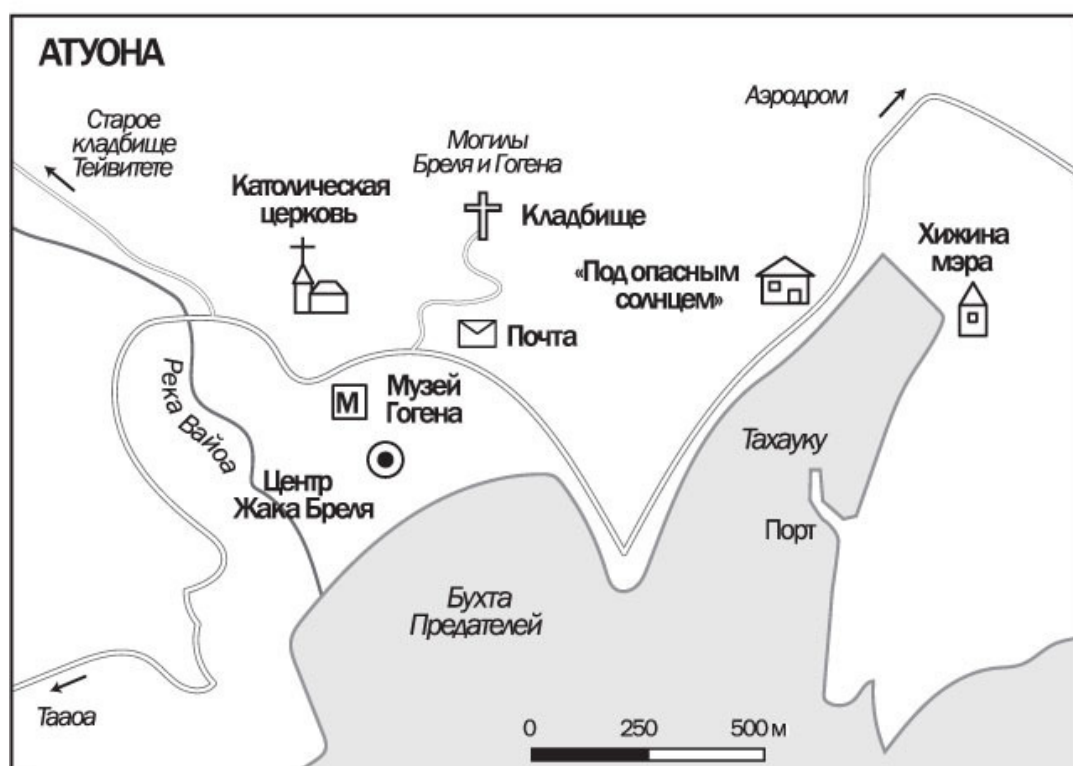 АТУОНА
Старое
кладбище
Тейвитете
Католическая
церковь
Могилы
Бреля и Гогена
Кладбище
Аэродром
Хижина
мэра
«Под опасным
солнцем»
Почта
Река Вайоа
М
Музей
Гогена
Центр
Жака Бреля
Тахауку
Порт
Бухта
Предателей
Тааоа
0 250 500 м